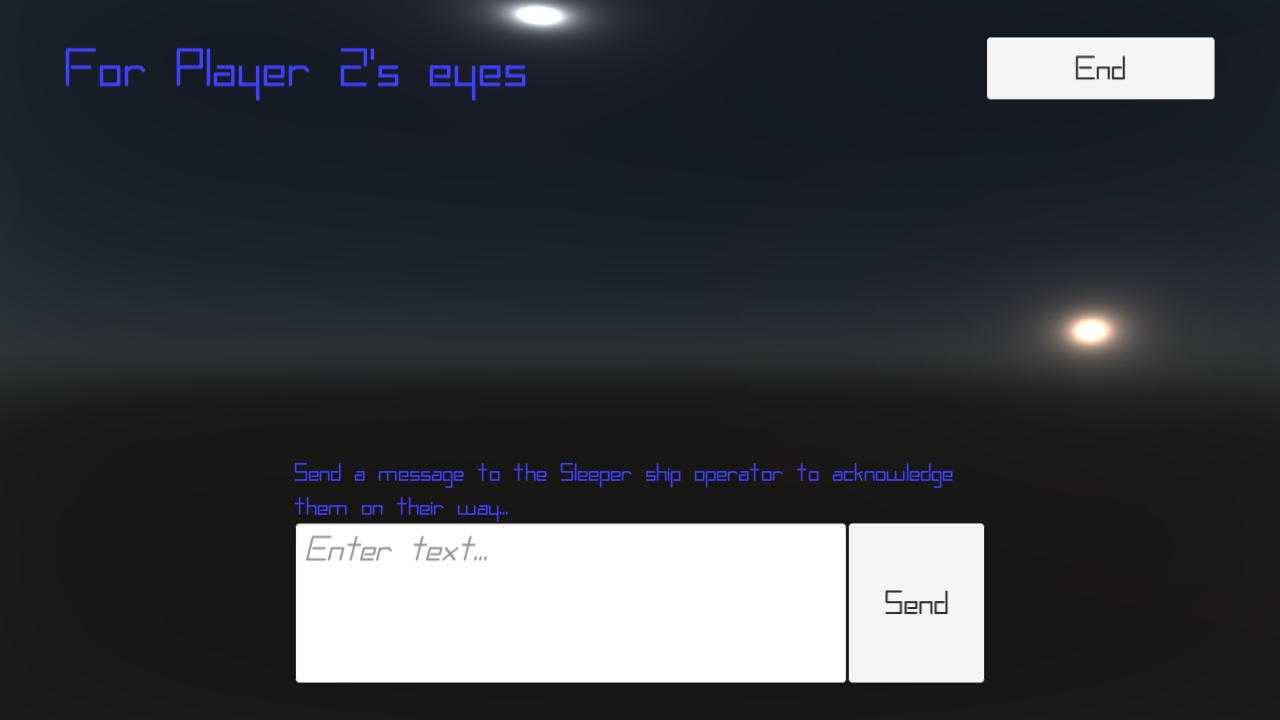 For Player 2's eyes
End
Send a message to the Sleeper ship operator to acknowledge
them on their way...
Enter text...
Send